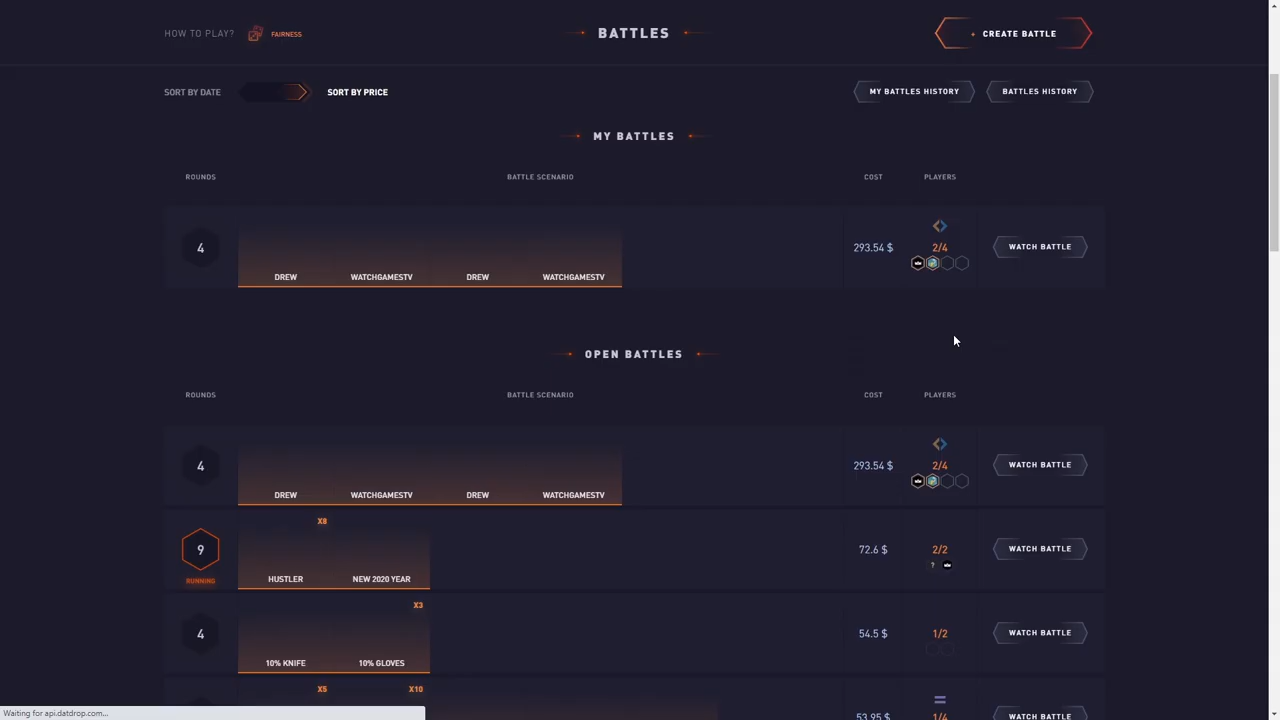 HOW TO PLAY? FAIRNESS BATTLES + CREATE BATTLE
SORT BY DATE SORT BY PRICE MY BATTLES HISTORY BATTLES HISTORY
MY BATTLES
ROUNDS BATTLE SCENARIO COST PLAYERS
4 DREW WATCHGAMESTV DREW WATCHGAMESTV 293.54 $ 2/4 WATCH BATTLE
OPEN BATTLES
ROUNDS BATTLE SCENARIO COST PLAYERS
4 DREW WATCHGAMESTV DREW WATCHGAMESTV 293.54 $ 2/4 WATCH BATTLE
X8
9 72.6 $ 2/2 WATCH BATTLE
?
RUNNING HUSTLER NEW 2020 YEAR
X3
4 54.5 $ 1/2 WATCH BATTLE
10% KNIFE 10% GLOVES
X5 X10
53.95 $ 1/4 WATCH BATTLE
Waiting for api.datdrop.com...